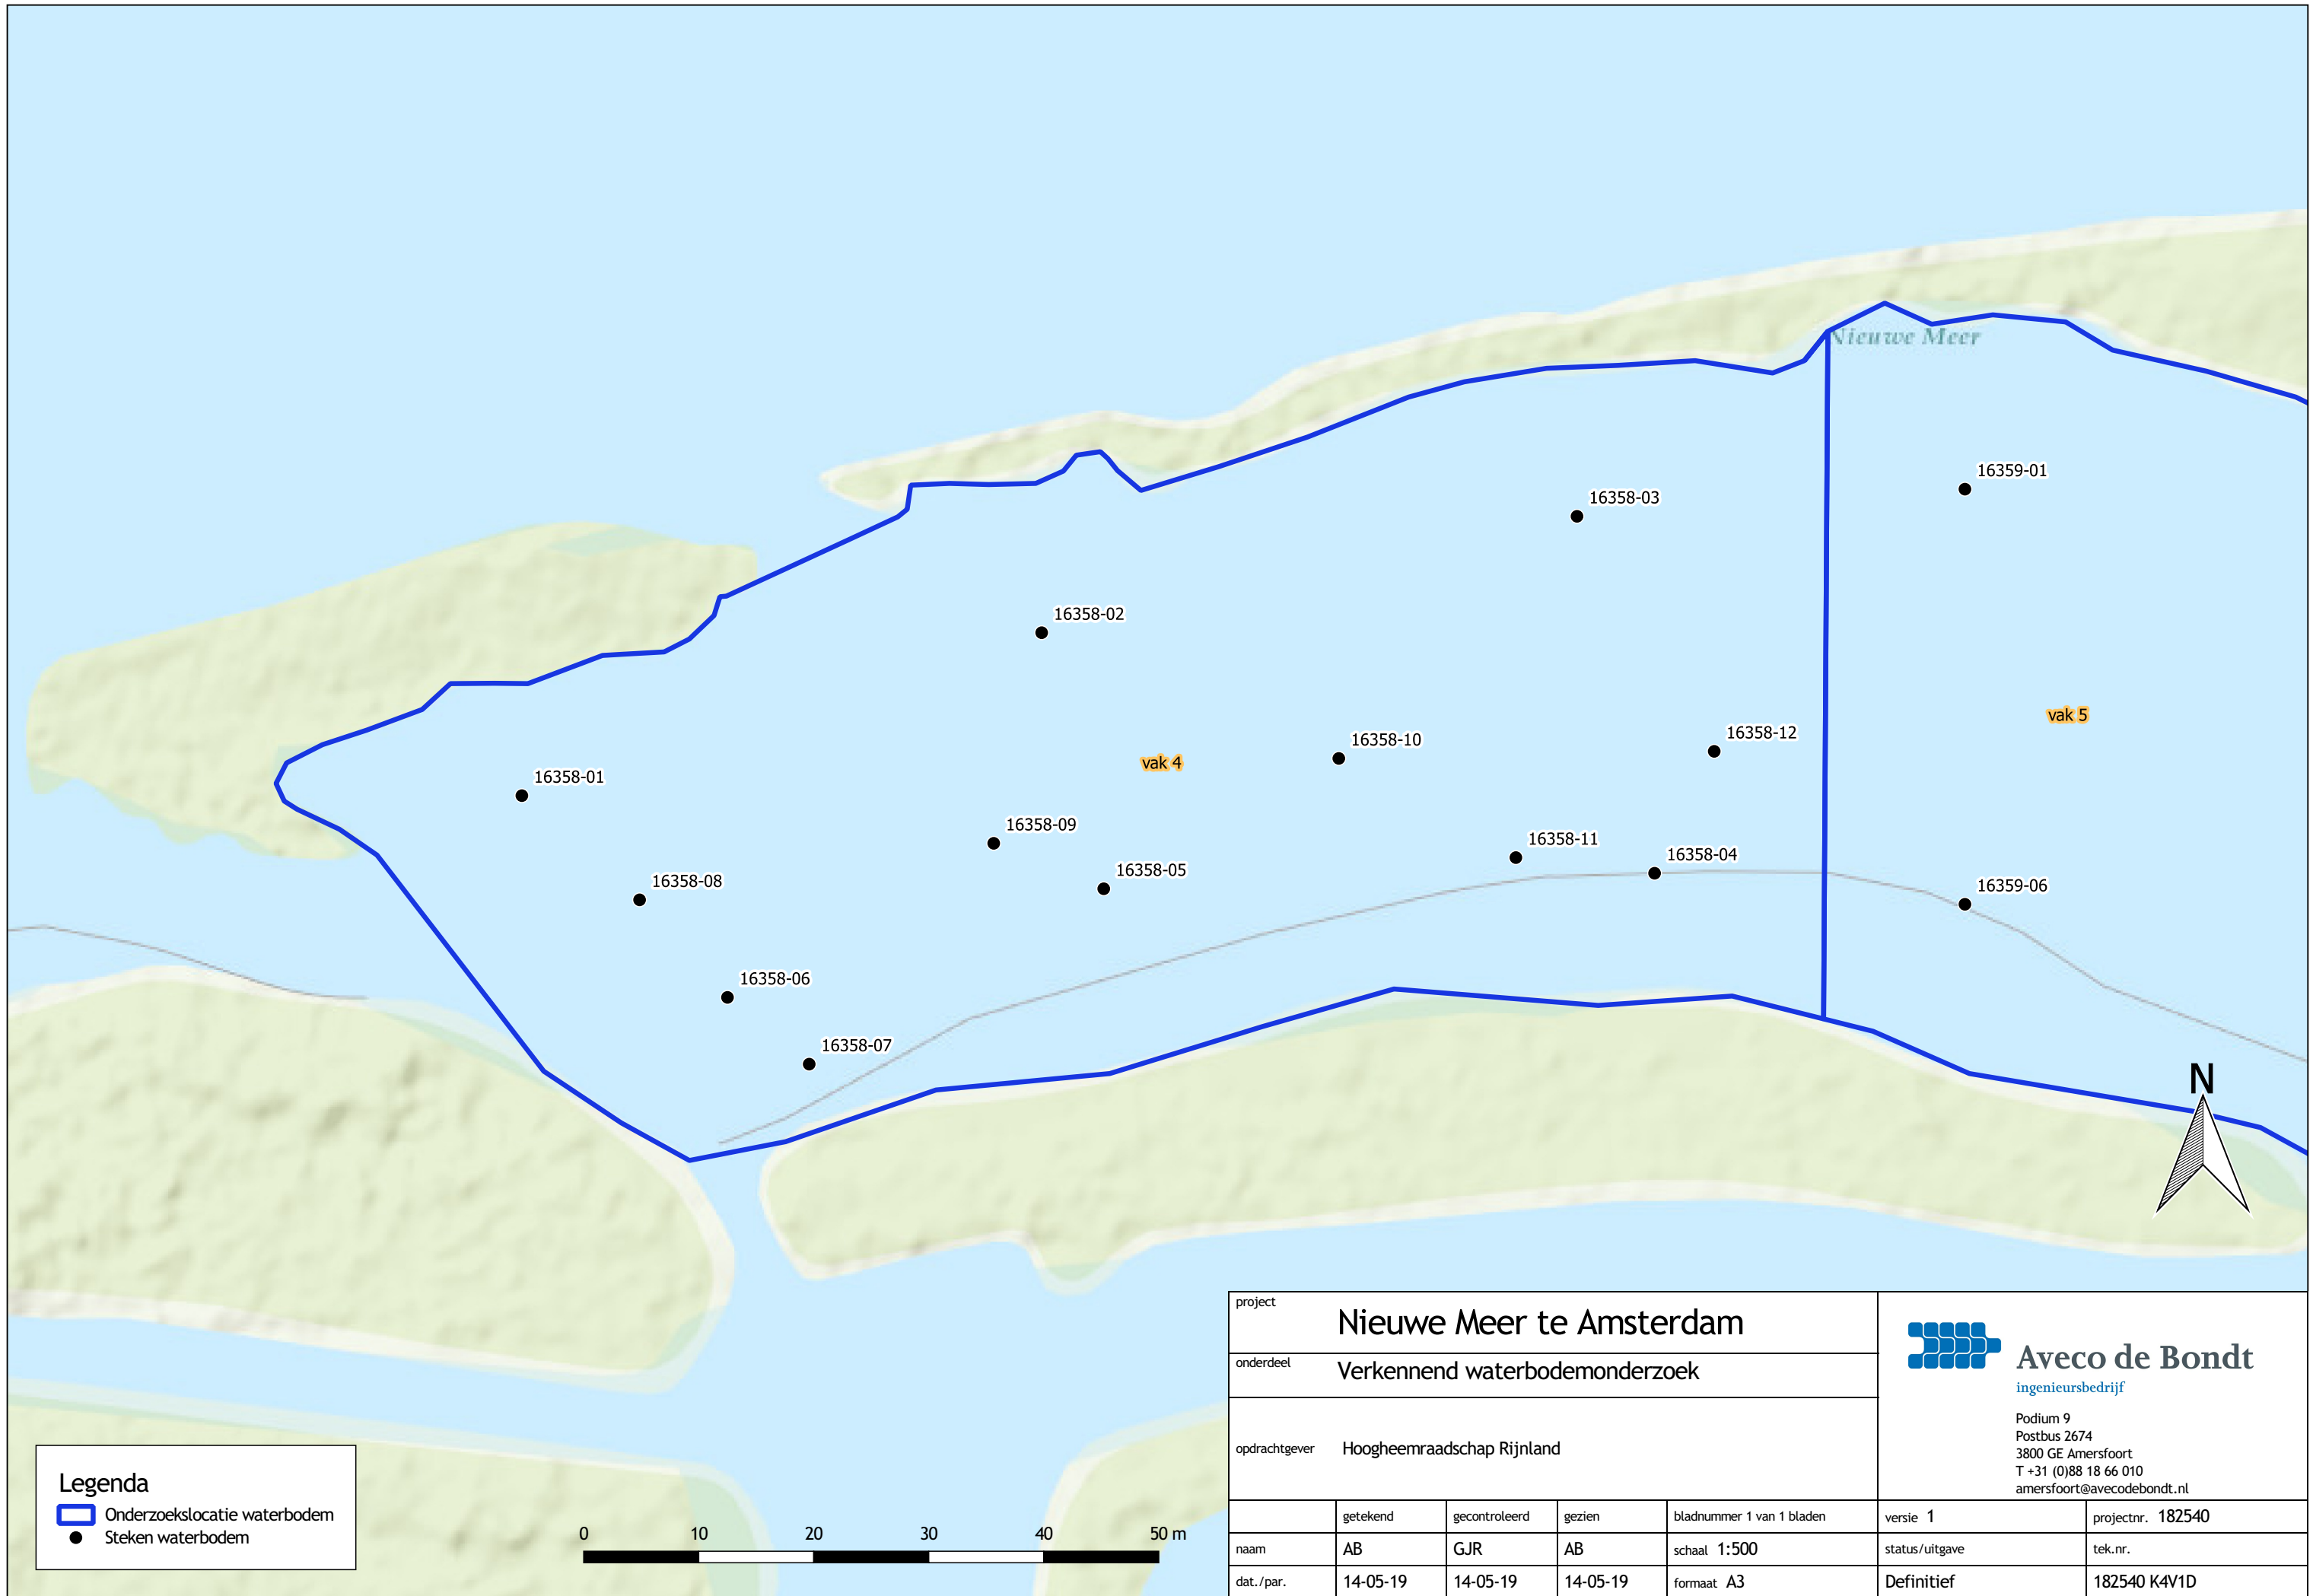 Nieuwe Meer
16359-01
16358-03
16358-02
vak 5
16358-12
16358-10
vak 4
16358-01
16358-09
16358-11
16358-04
16358-05
16358-08
16359-06
16358-06
16358-07
N
Legenda
Onderzoekslocatie waterbodem
Steken waterbodem
0 10 20 30 40 50 m
project Nieuwe Meer te Amsterdam
onderdeel Verkennend waterbodemonderzoek
opdrachtgever Hoogheemraadschap Rijnland
Aveco de Bondt
ingenieursbedrijf
Podium 9
Postbus 2674
3800 GE Amersfoort
T +31 (0)88 18 66 010
amersfoort@avecodebondt.nl
getekend gecontroleerd gezien bladnummer 1 van 1 bladen versie 1 projectnr. 182540
naam AB GJR AB schaal 1:500 status/uitgave tek.nr.
dat./par. 14-05-19 14-05-19 14-05-19 formaat A3 Definitief 182540 K4V1D